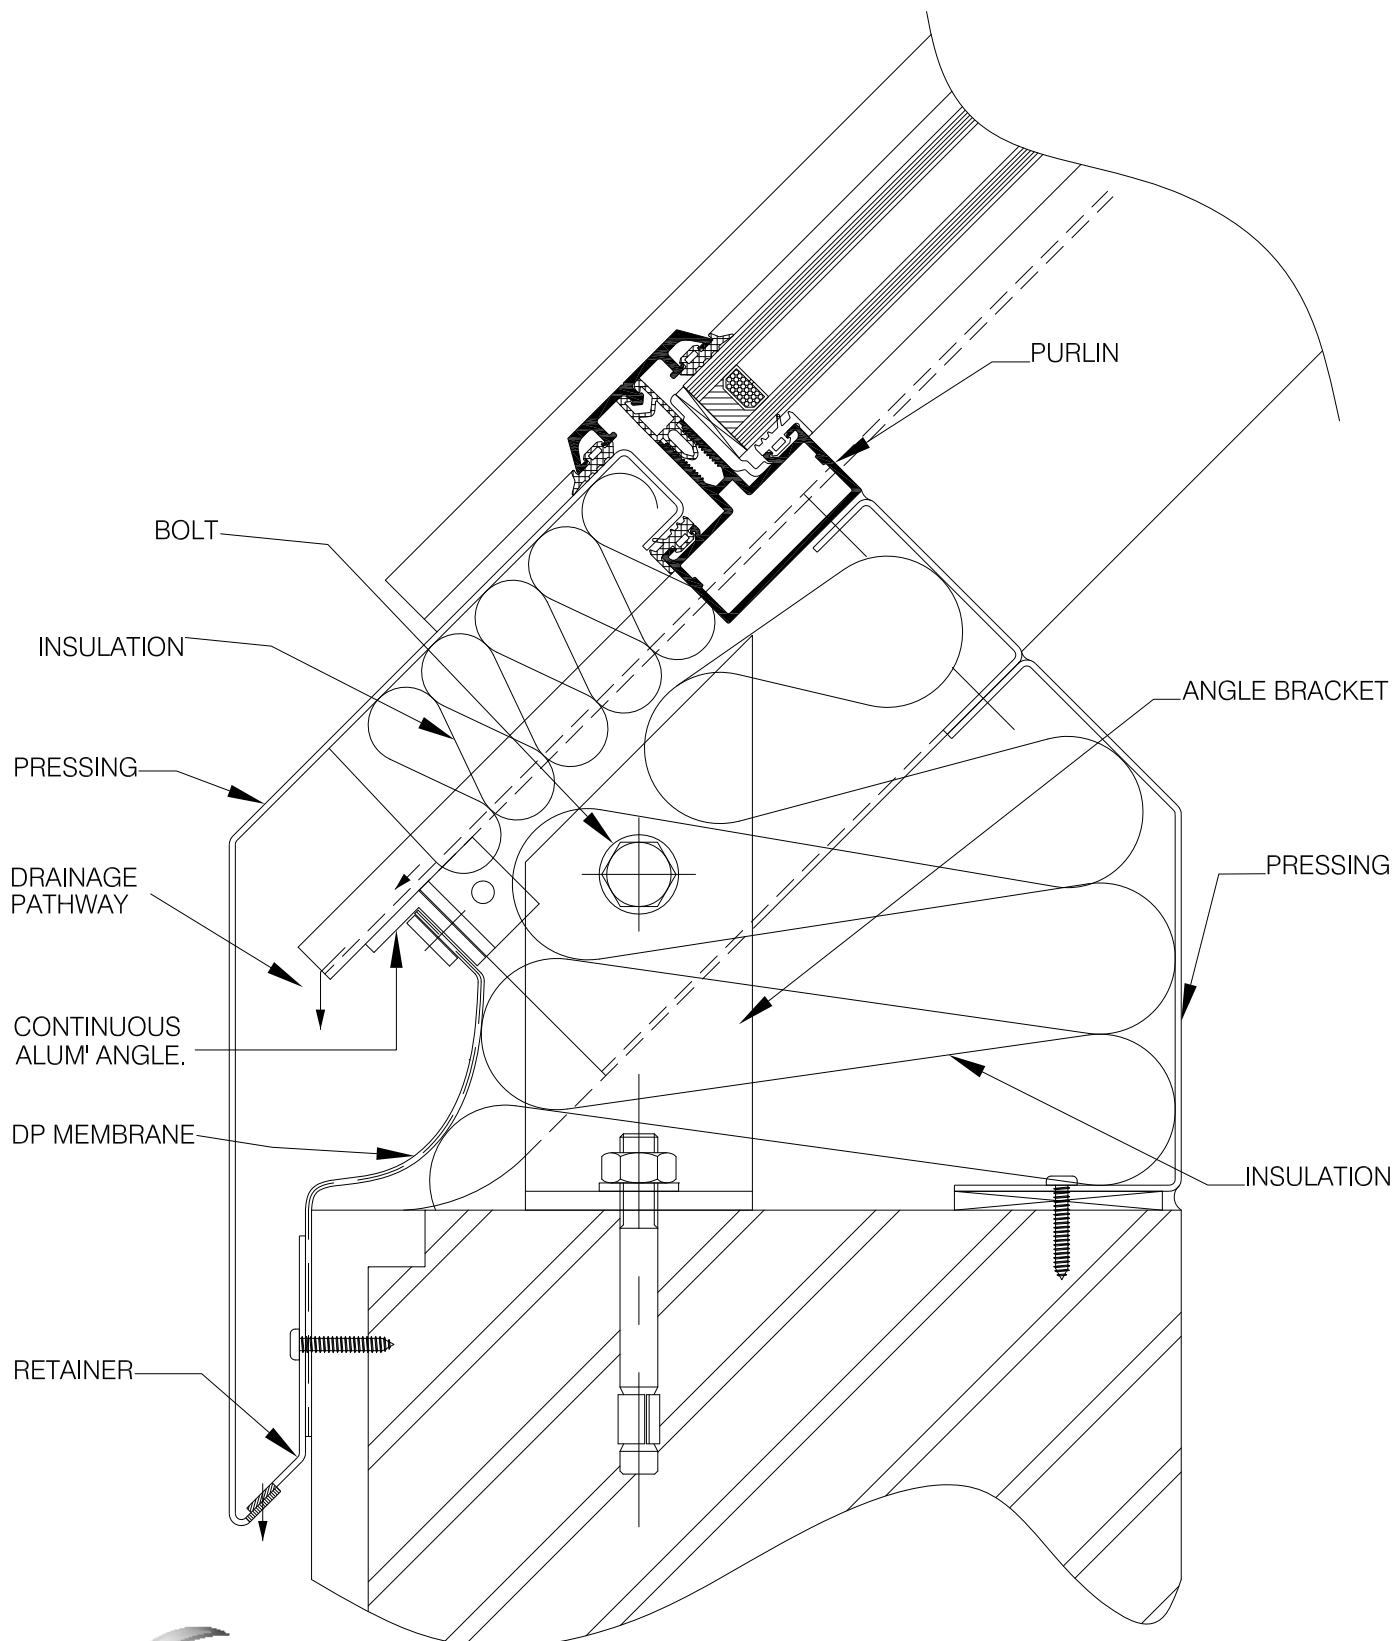 PURLIN
BOLT
INSULATION
ANGLE BRACKET
PRESSING
PRESSING
DRAINAGE
PATHWAY
CONTINUOUS
ALUM' ANGLE.
DP MEMBRANE
INSULATION
RETAINER